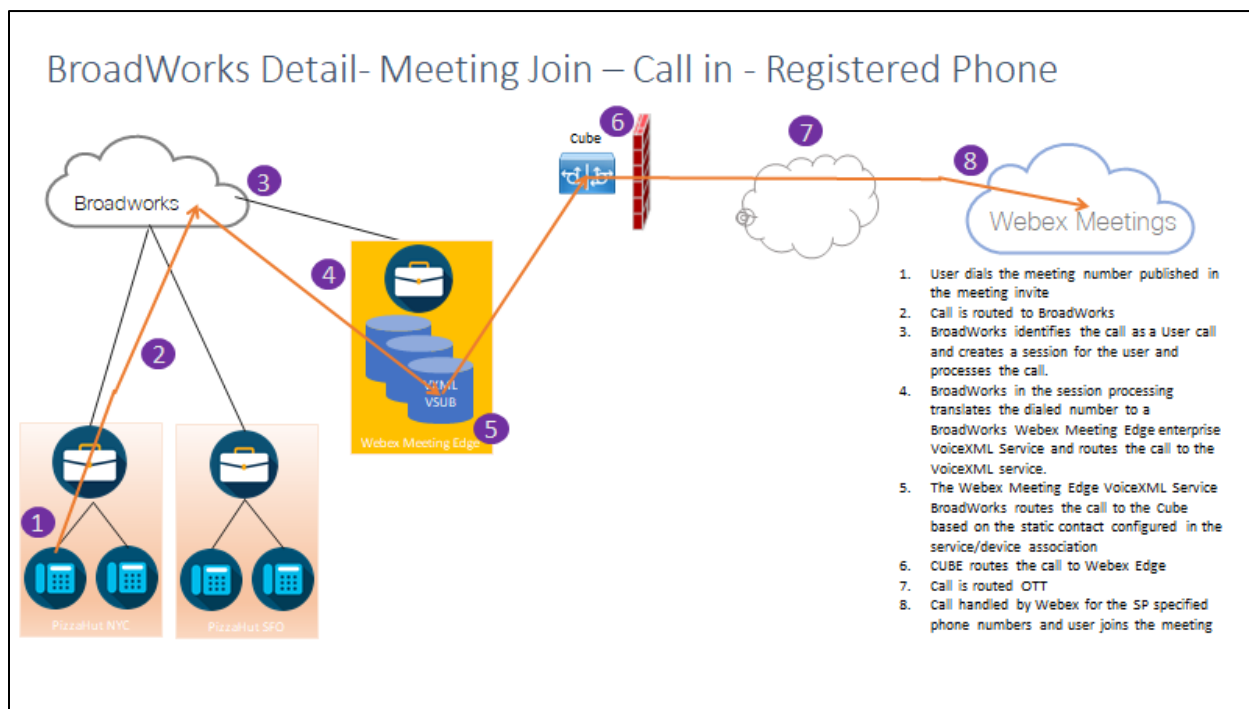 BroadWorks Detail- Meeting Join – Call in - Registered Phone
6
Cube
7
8
3
Broadworks
Webex Meetings
4
2
VXML
VSUB
5
Webex Meeting Edge
1
PizzaHut NYC
PizzaHut SFO
1. User dials the meeting number published in
the meeting invite
2. Call is routed to BroadWorks
3. BroadWorks identifies the call as a User call
and creates a session for the user and
processes the call.
4. BroadWorks in the session processing
translates the dialed number to a
BroadWorks Webex Meeting Edge enterprise
VoiceXML Service and routes the call to the
VoiceXML service.
5. The Webex Meeting Edge VoiceXML Service
BroadWorks routes the call to the Cube
based on the static contact configured in the
service/device association
6. CUBE routes the call to Webex Edge
7. Call is routed OTT
8. Call handled by Webex for the SP specified
phone numbers and user joins the meeting